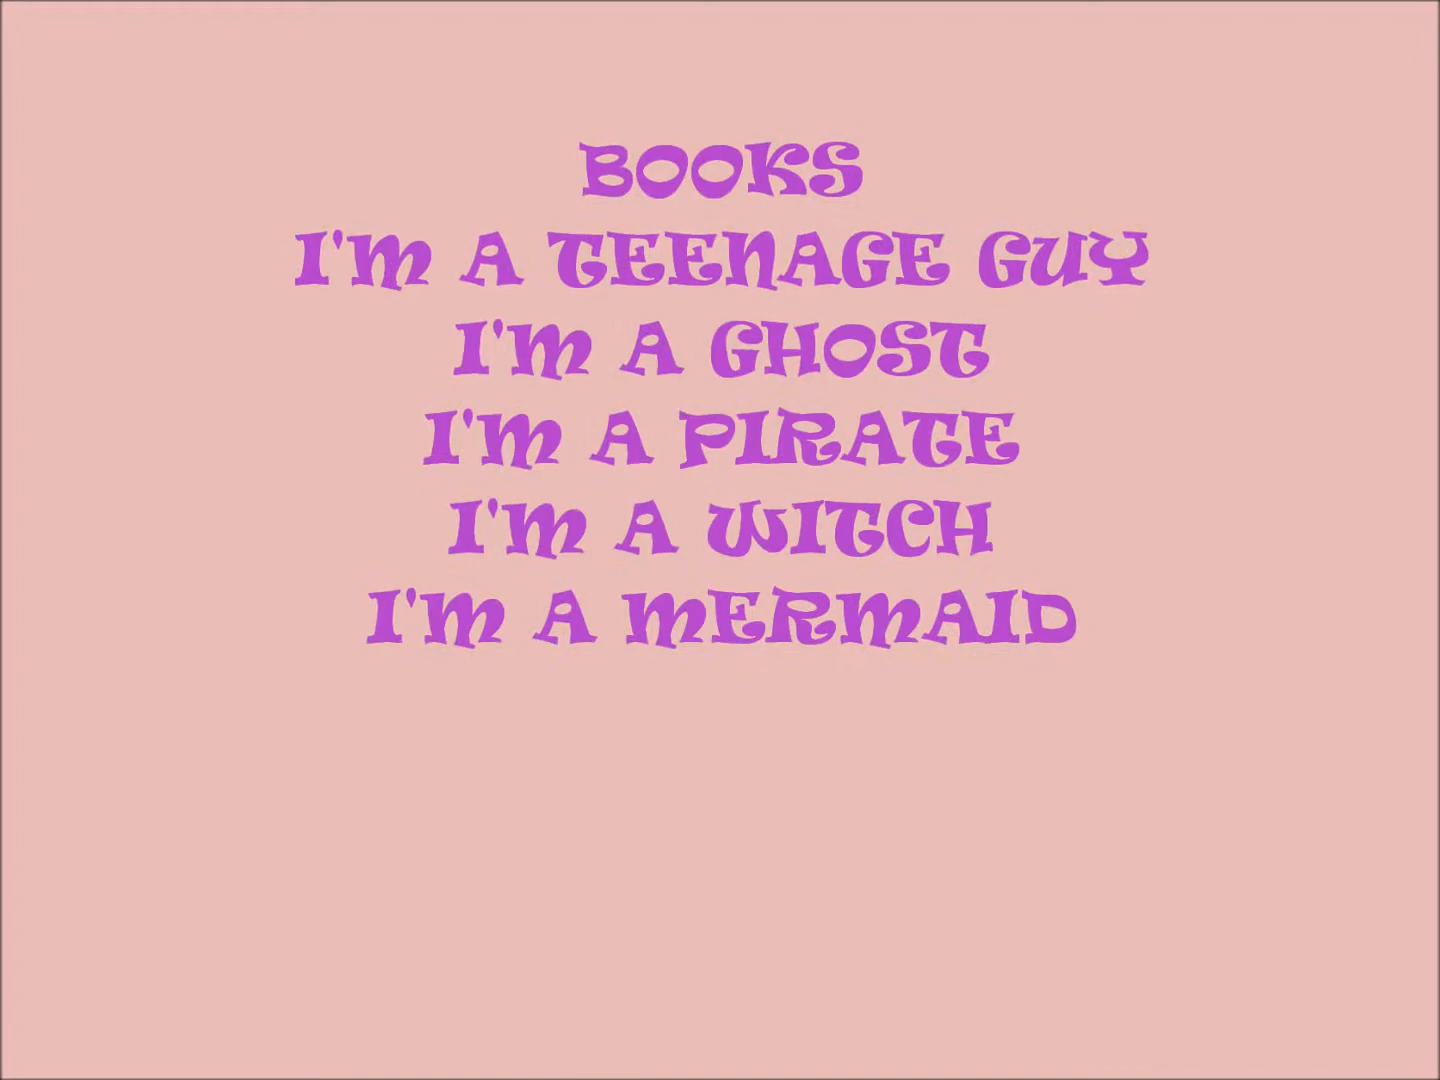 BOOKS
I'M A TEENAGE GUY
I'M A GHOST
I'M A PIRATE
I'M A WITCH
I'M A MERMAID